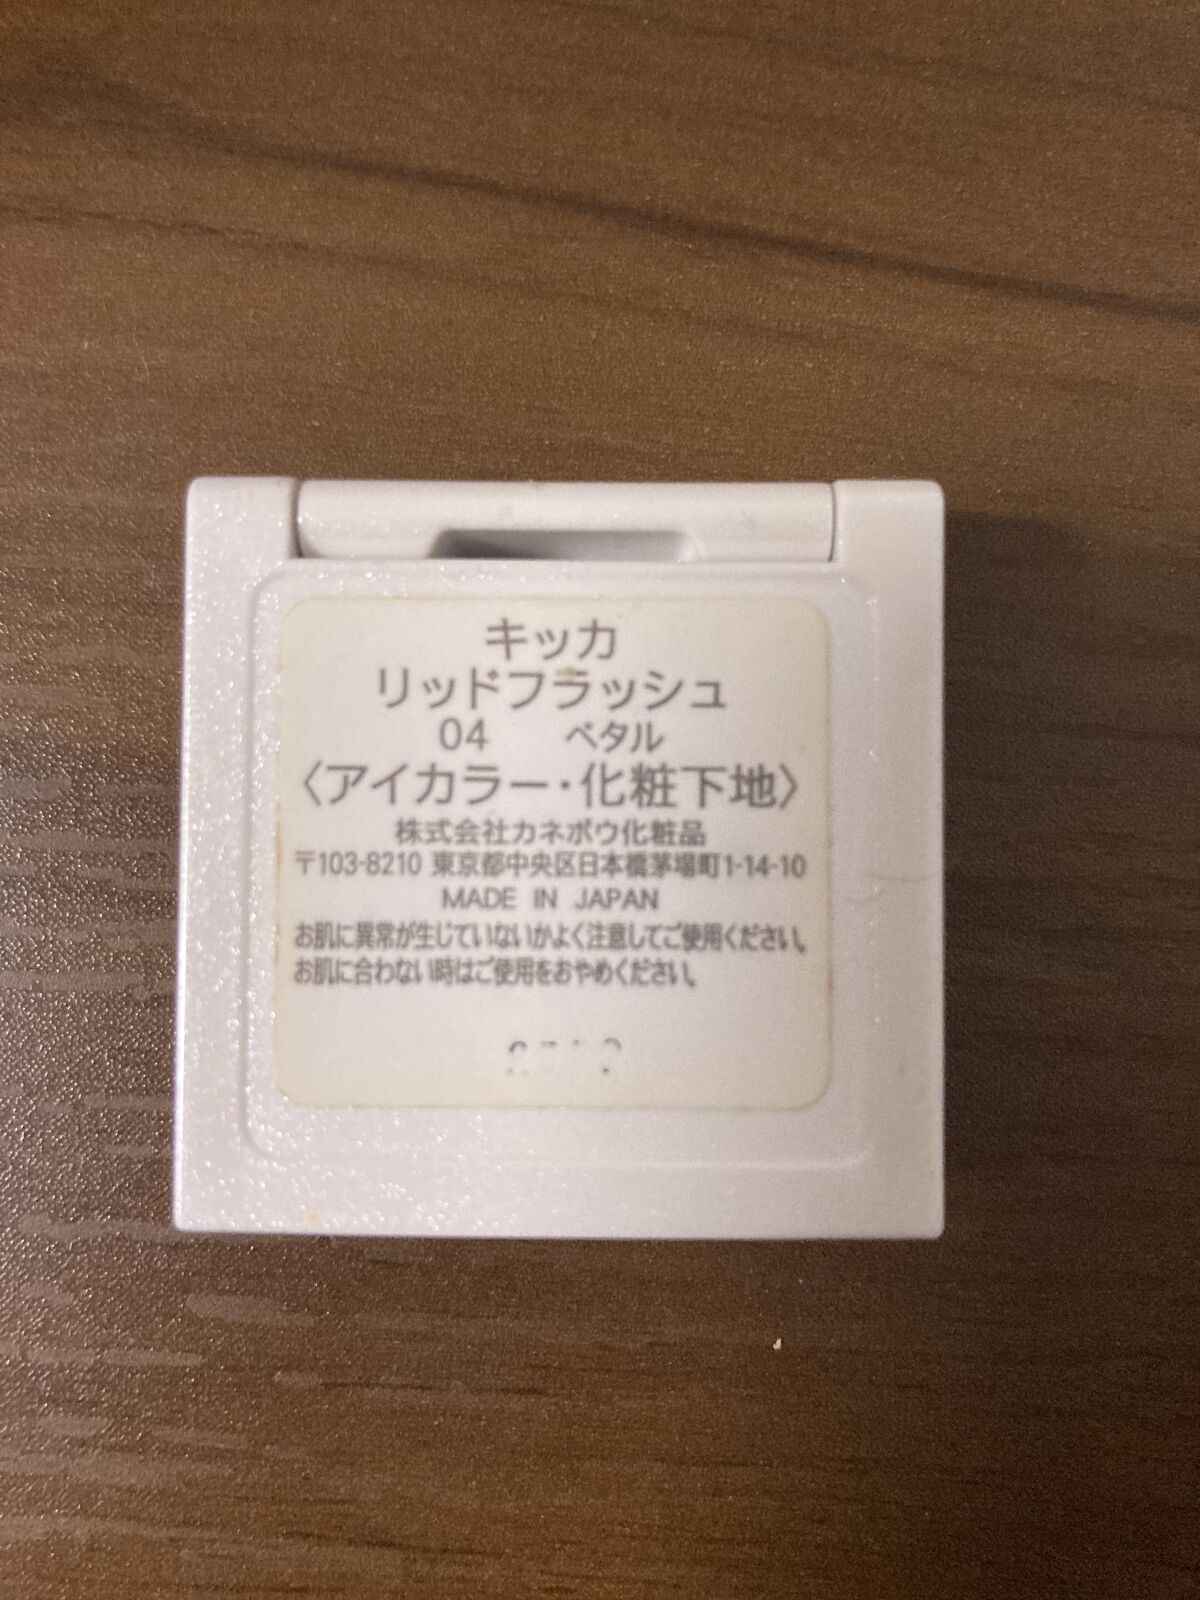 キッカ
リッドフラッシュ
04 ペタル
〈アイカラー・化粧下地〉
株式会社カネボウ化粧品
〒103-8210 東京都中央区日本橋茅場町1-14-10
MADE IN JAPAN
お肌に異常が生じていないかよく注意してご使用ください。
お肌に合わない時はご使用をおやめください。